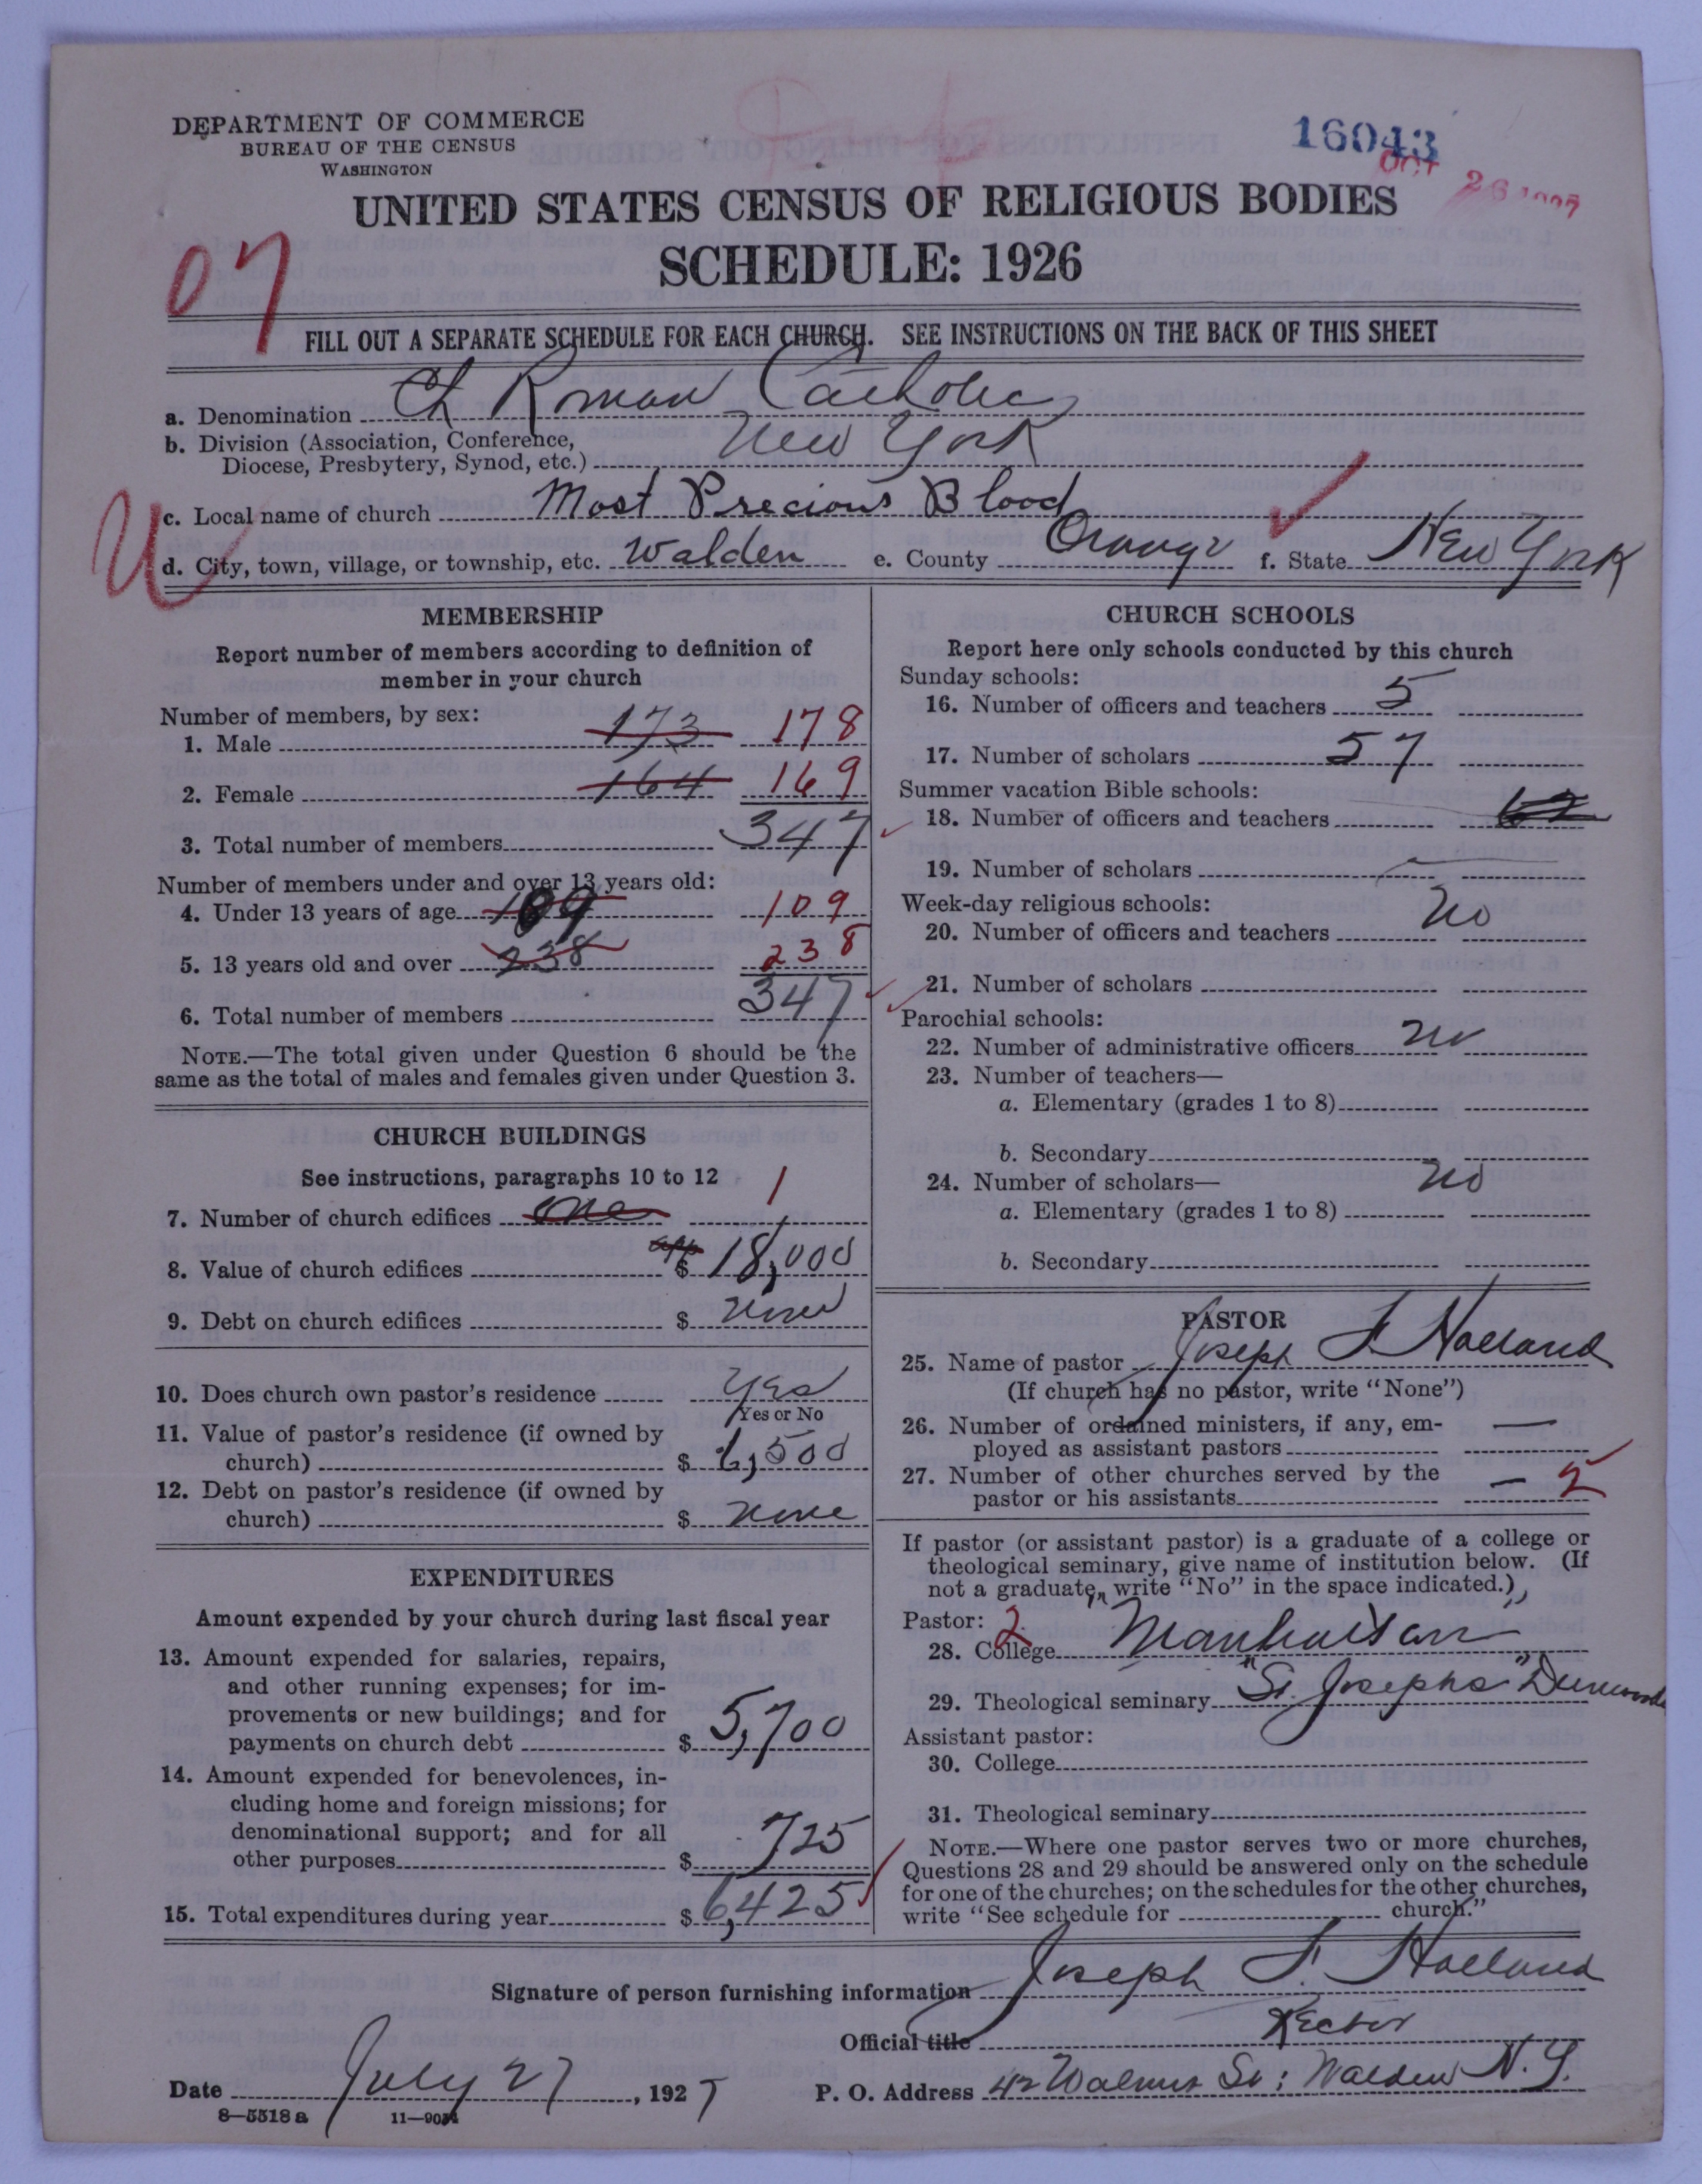 DEPARTMENT OF COMMERCE
BUREAU OF THE CENSUS
WASHINGTON
16043
OCT 26 1927
UNITED STATES CENSUS OF RELIGIOUS BODIES
SCHEDULE: 1926
07
FILL OUT A SEPARATE SCHEDULE FOR EACH CHURCH. SEE INSTRUCTIONS ON THE BACK OF THIS SHEET
a. Denomination Ch Roman Catholic
b. Division (Association, Conference,
Diocese, Presbytery, Synod, etc.) New York
U
c. Local name of church Most Precious Blood
d. City, town, village, or township, etc. Walden e. County Orange f. State New York
MEMBERSHIP
Report number of members according to definition of
member in your church
Number of members, by sex:
1. Male 173 178
2. Female 164 169
3. Total number of members 347
Number of members under and over 13 years old:
4. Under 13 years of age 109 109
5. 13 years old and over 238 238
6. Total number of members 347
NOTE.—The total given under Question 6 should be the
same as the total of males and females given under Question 3.
CHURCH BUILDINGS
See instructions, paragraphs 10 to 12
7. Number of church edifices one 1
8. Value of church edifices app $ 18,000
9. Debt on church edifices $ none
10. Does church own pastor's residence Yes
Yes or No
11. Value of pastor's residence (if owned by
church) $ 6,500
12. Debt on pastor's residence (if owned by
church) $ none
EXPENDITURES
Amount expended by your church during last fiscal year
13. Amount expended for salaries, repairs,
and other running expenses; for im-
provements or new buildings; and for
payments on church debt $ 5,700
14. Amount expended for benevolences, in-
cluding home and foreign missions; for
denominational support; and for all
other purposes $ 725
15. Total expenditures during year $ 6,425
CHURCH SCHOOLS
Report here only schools conducted by this church
Sunday schools:
16. Number of officers and teachers 5
17. Number of scholars 57
Summer vacation Bible schools:
18. Number of officers and teachers 62
19. Number of scholars
Week-day religious schools:
20. Number of officers and teachers No
21. Number of scholars
Parochial schools:
22. Number of administrative officers no
23. Number of teachers—
a. Elementary (grades 1 to 8)
b. Secondary
24. Number of scholars— no
a. Elementary (grades 1 to 8)
b. Secondary
PASTOR
25. Name of pastor Joseph F Holland
(If church has no pastor, write "None")
26. Number of ordained ministers, if any, em-
ployed as assistant pastors —
27. Number of other churches served by the
pastor or his assistants — 2
If pastor (or assistant pastor) is a graduate of a college or
theological seminary, give name of institution below. (If
not a graduate, write "No" in the space indicated.)
Pastor: 2
28. College "Manhattan"
29. Theological seminary "St. Josephs" Dunwoodie
Assistant pastor:
30. College
31. Theological seminary
NOTE.—Where one pastor serves two or more churches,
Questions 28 and 29 should be answered only on the schedule
for one of the churches; on the schedules for the other churches,
write "See schedule for church."
Signature of person furnishing information Joseph F. Holland
Official title Rector
Date July 27, 1927 P. O. Address 42 Walnut St; Walden N.Y.
8—5518 a 11—9034